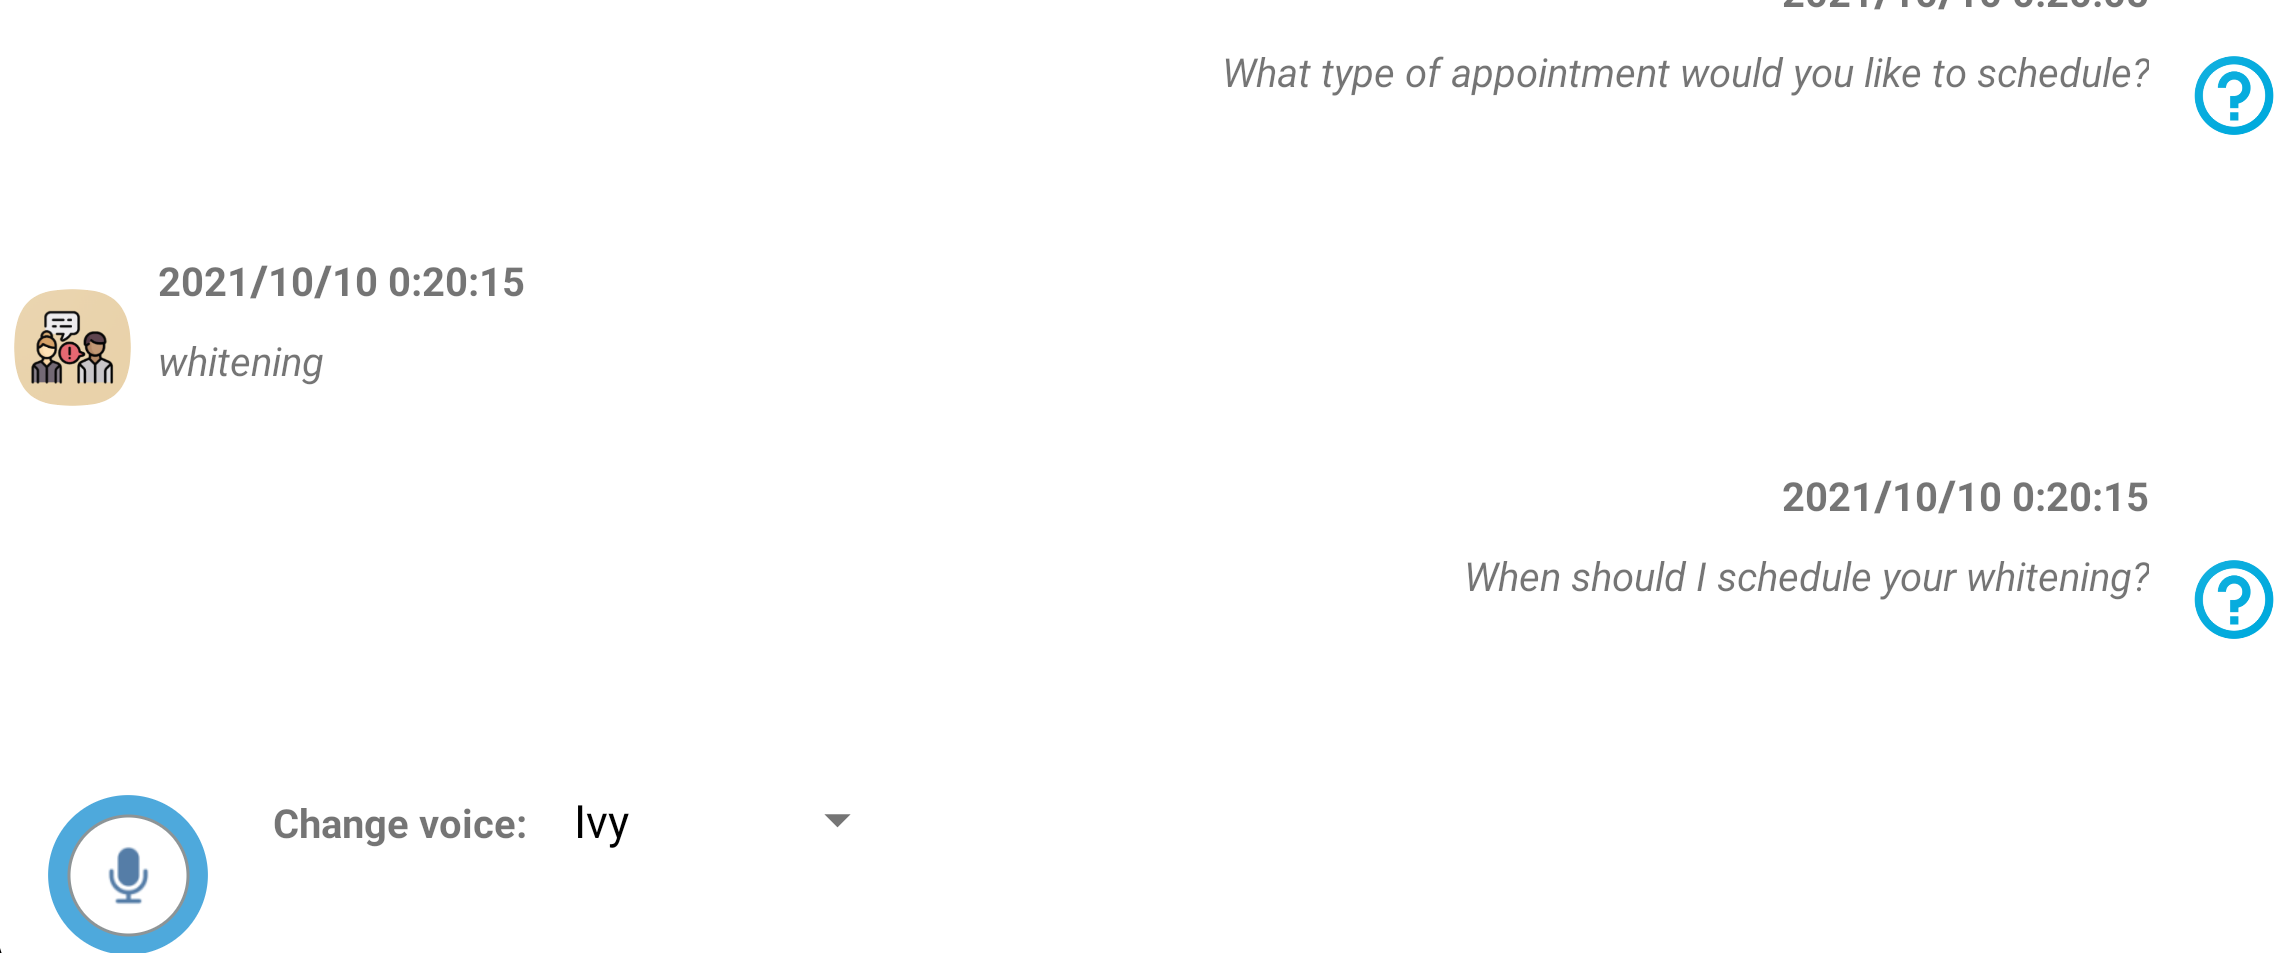 What type of appointment would you like to schedule?
2021/10/10 0:20:15
whitening
2021/10/10 0:20:15
When should I schedule your whitening?
Change voice: Ivy